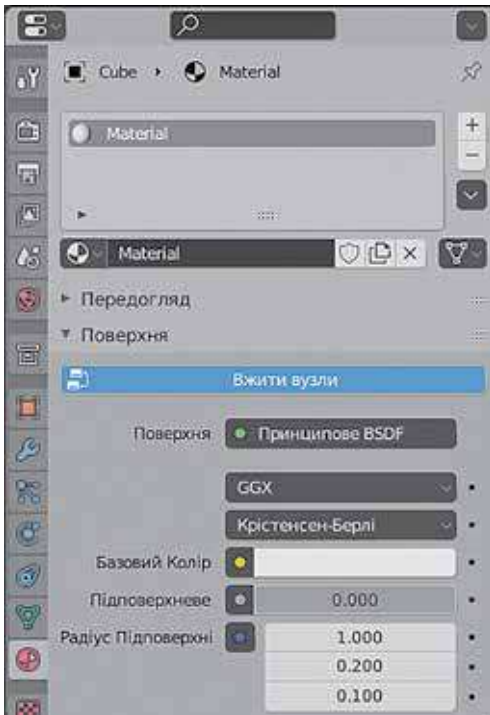 Cube › Material
Material
Material
Передогляд
Поверхня
Вжити вузли
Поверхня Принципове BSDF
GGX
Крістенсен-Берлі
Базовий Колір
Підповерхневе 0.000
Радіус Підповерхні 1.000
0.200
0.100